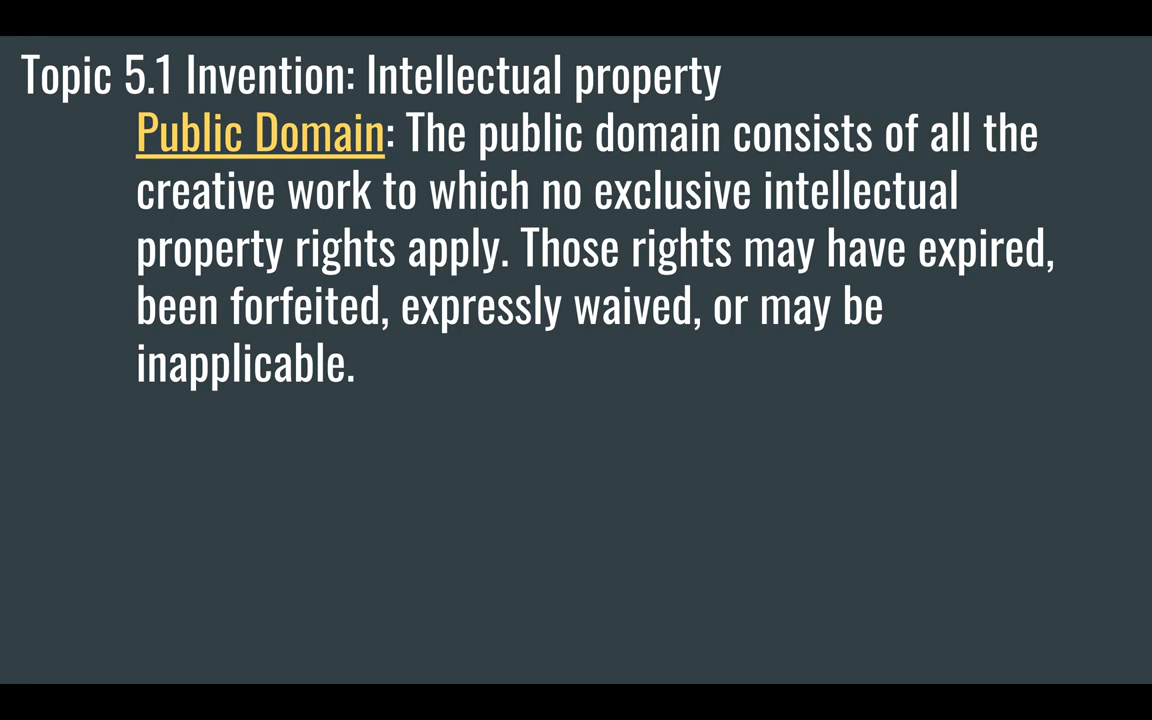 Topic 5.1 Invention: Intellectual property
Public Domain: The public domain consists of all the
creative work to which no exclusive intellectual
property rights apply. Those rights may have expired,
been forfeited, expressly waived, or may be
inapplicable.